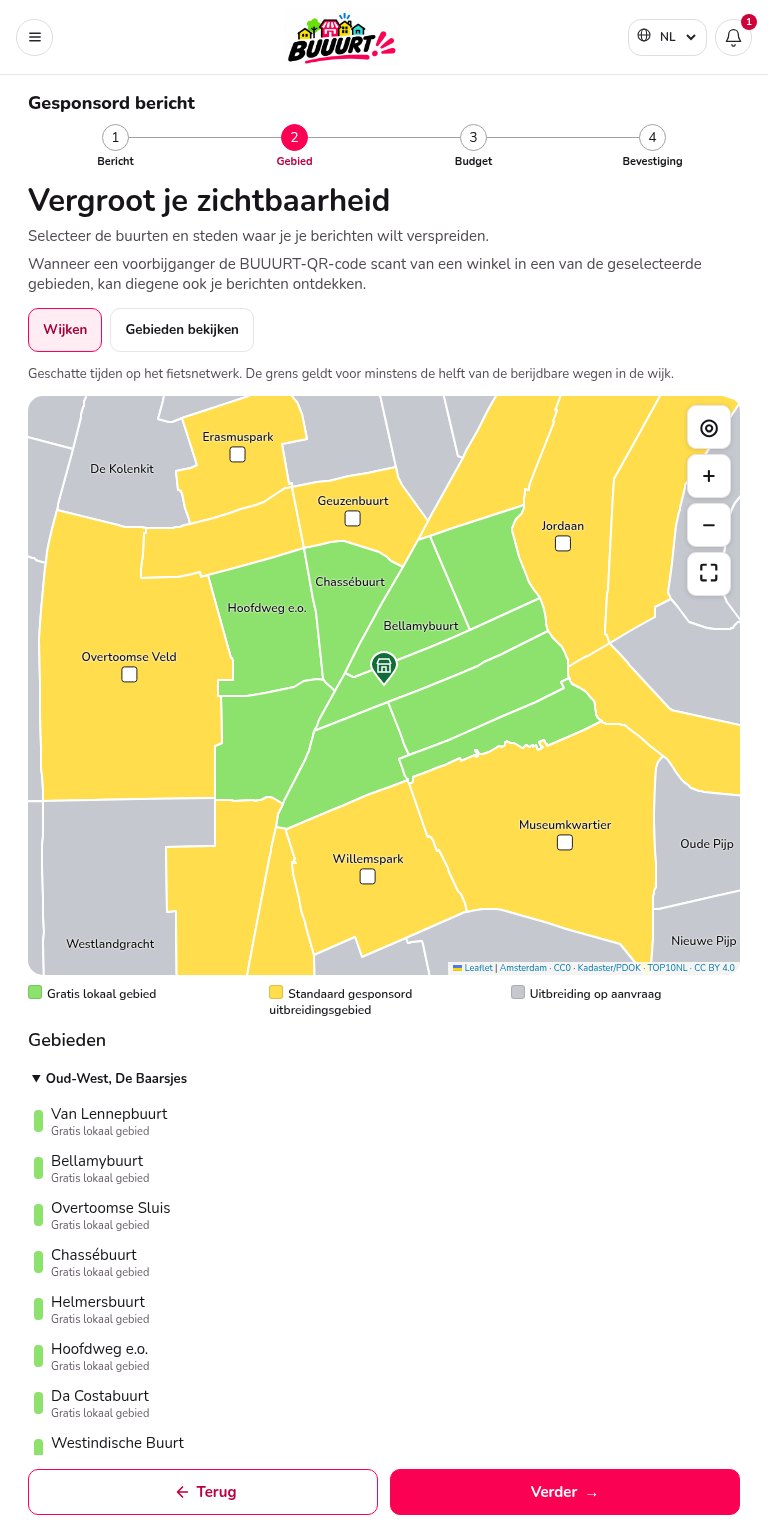 BUUURT!
NL
1
Gesponsord bericht
1
2
3
4
Bericht
Gebied
Budget
Bevestiging
Vergroot je zichtbaarheid
Selecteer de buurten en steden waar je je berichten wilt verspreiden.
Wanneer een voorbijganger de BUUURT-QR-code scant van een winkel in een van de geselecteerde
gebieden, kan diegene ook je berichten ontdekken.
Wijken
Gebieden bekijken
Geschatte tijden op het fietsnetwerk. De grens geldt voor minstens de helft van de berijdbare wegen in de wijk.
Erasmuspark
De Kolenkit
Geuzenbuurt
Jordaan
Chassébuurt
Hoofdweg e.o.
Bellamybuurt
Overtoomse Veld
Museumkwartier
Oude Pijp
Willemspark
Westlandgracht
Nieuwe Pijp
+
−
Leaflet | Amsterdam · CC0 · Kadaster/PDOK · TOP10NL · CC BY 4.0
Gratis lokaal gebied
Standaard gesponsord
uitbreidingsgebied
Uitbreiding op aanvraag
Gebieden
▼ Oud-West, De Baarsjes
Van Lennepbuurt
Gratis lokaal gebied
Bellamybuurt
Gratis lokaal gebied
Overtoomse Sluis
Gratis lokaal gebied
Chassébuurt
Gratis lokaal gebied
Helmersbuurt
Gratis lokaal gebied
Hoofdweg e.o.
Gratis lokaal gebied
Da Costabuurt
Gratis lokaal gebied
Westindische Buurt
← Terug
Verder →